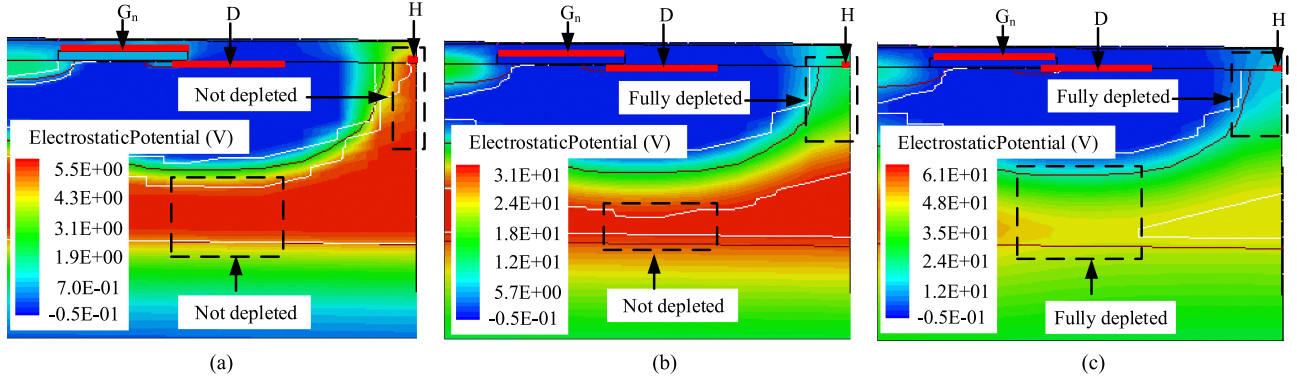 Gₙ
D
H
Not depleted
ElectrostaticPotential (V)
5.5E+00
4.3E+00
3.1E+00
1.9E+00
7.0E-01
-0.5E-01
Not depleted
(a)
Gₙ
D
H
Fully depleted
ElectrostaticPotential (V)
3.1E+01
2.4E+01
1.8E+01
1.2E+01
5.7E+00
-0.5E-01
Not depleted
(b)
Gₙ
D
H
Fully depleted
ElectrostaticPotential (V)
6.1E+01
4.8E+01
3.5E+01
2.4E+01
1.2E+01
-0.5E-01
Fully depleted
(c)